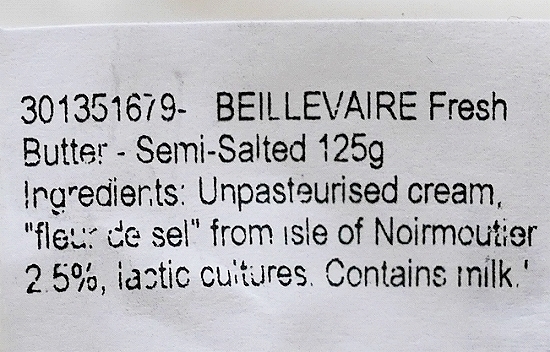 301351679- BEILLEVAIRE Fresh
Butter - Semi-Salted 125g
Ingredients: Unpasteurised cream,
"fleur de sel" from isle of Noirmoutier
2.5%, lactic cultures. Contains milk.'